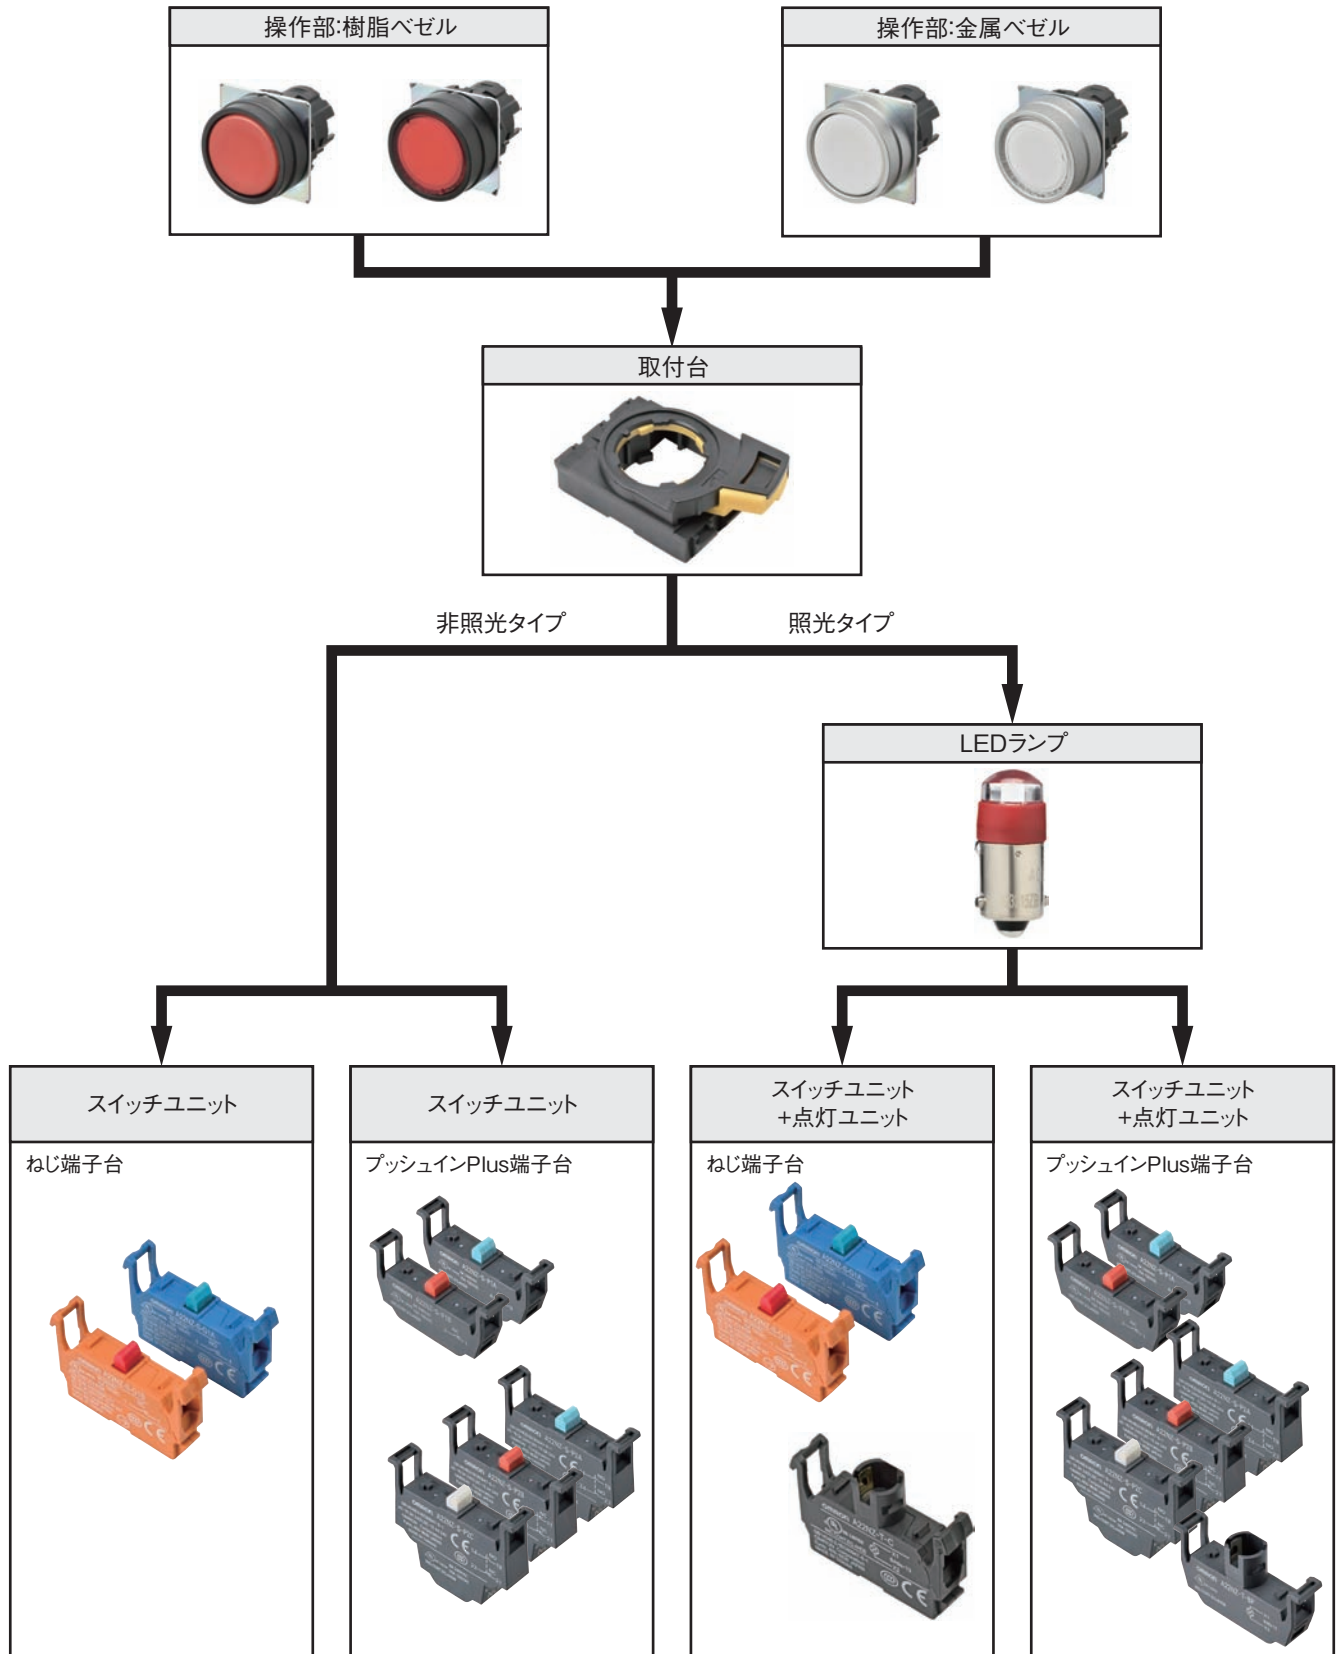 操作部:樹脂ベゼル
操作部:金属ベゼル
取付台
非照光タイプ
照光タイプ
LEDランプ
スイッチユニット
スイッチユニット
スイッチユニット
+点灯ユニット
スイッチユニット
+点灯ユニット
ねじ端子台
プッシュインPlus端子台
ねじ端子台
プッシュインPlus端子台